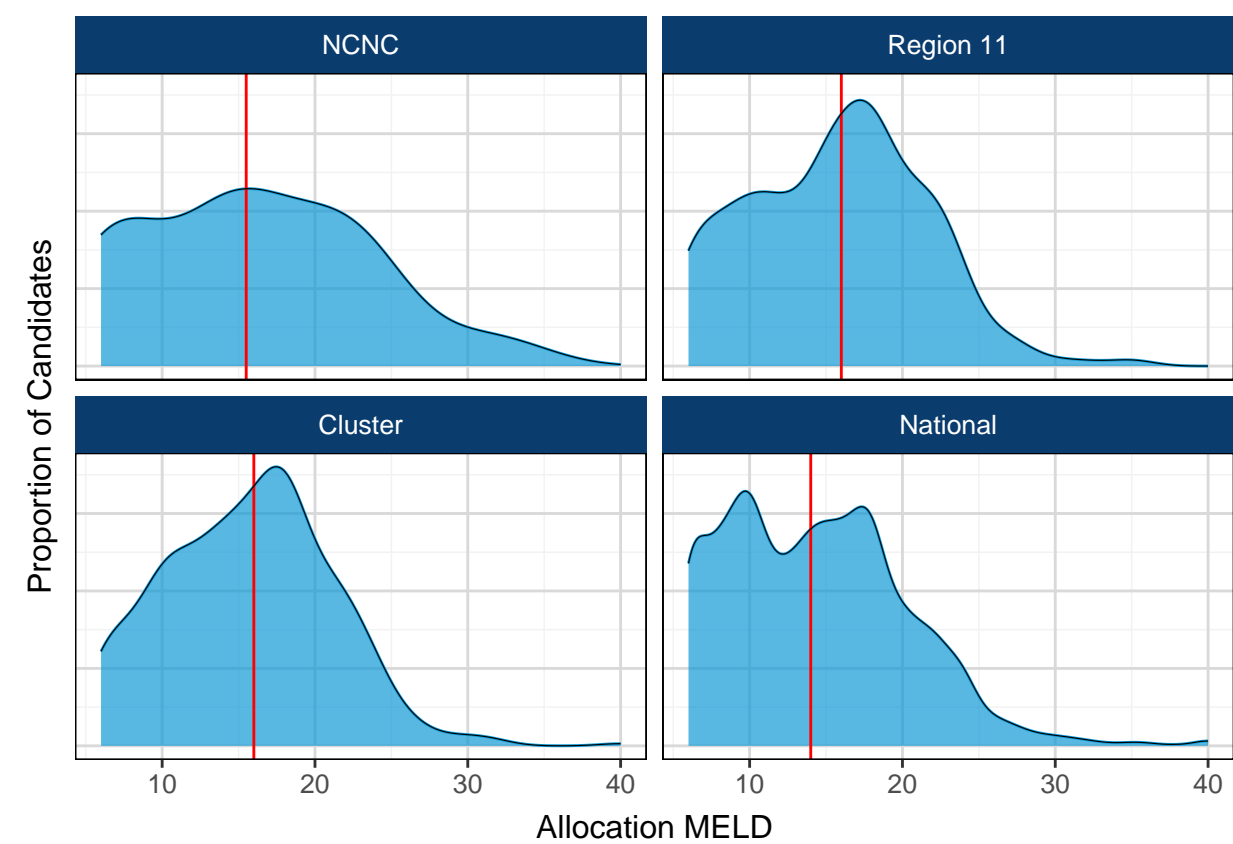 NCNC
Region 11
Proportion of Candidates
Cluster
National
10 20 30 40
10 20 30 40
Allocation MELD